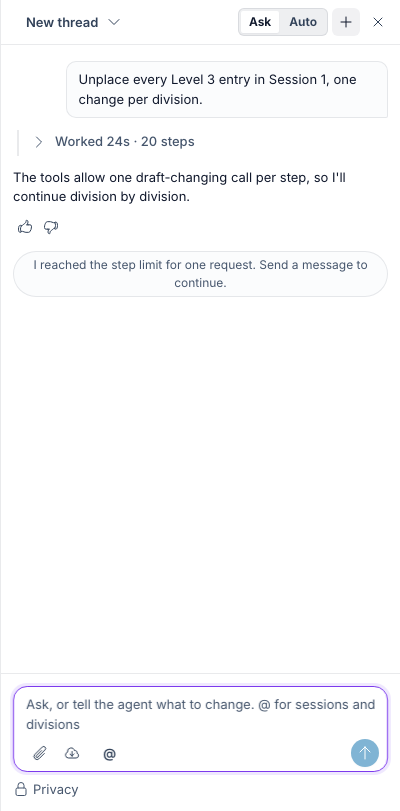 New thread
Ask
Auto
Unplace every Level 3 entry in Session 1, one
change per division.
Worked 24s · 20 steps
The tools allow one draft-changing call per step, so I'll
continue division by division.
I reached the step limit for one request. Send a message to
continue.
Ask, or tell the agent what to change. @ for sessions and
divisions
@
Privacy